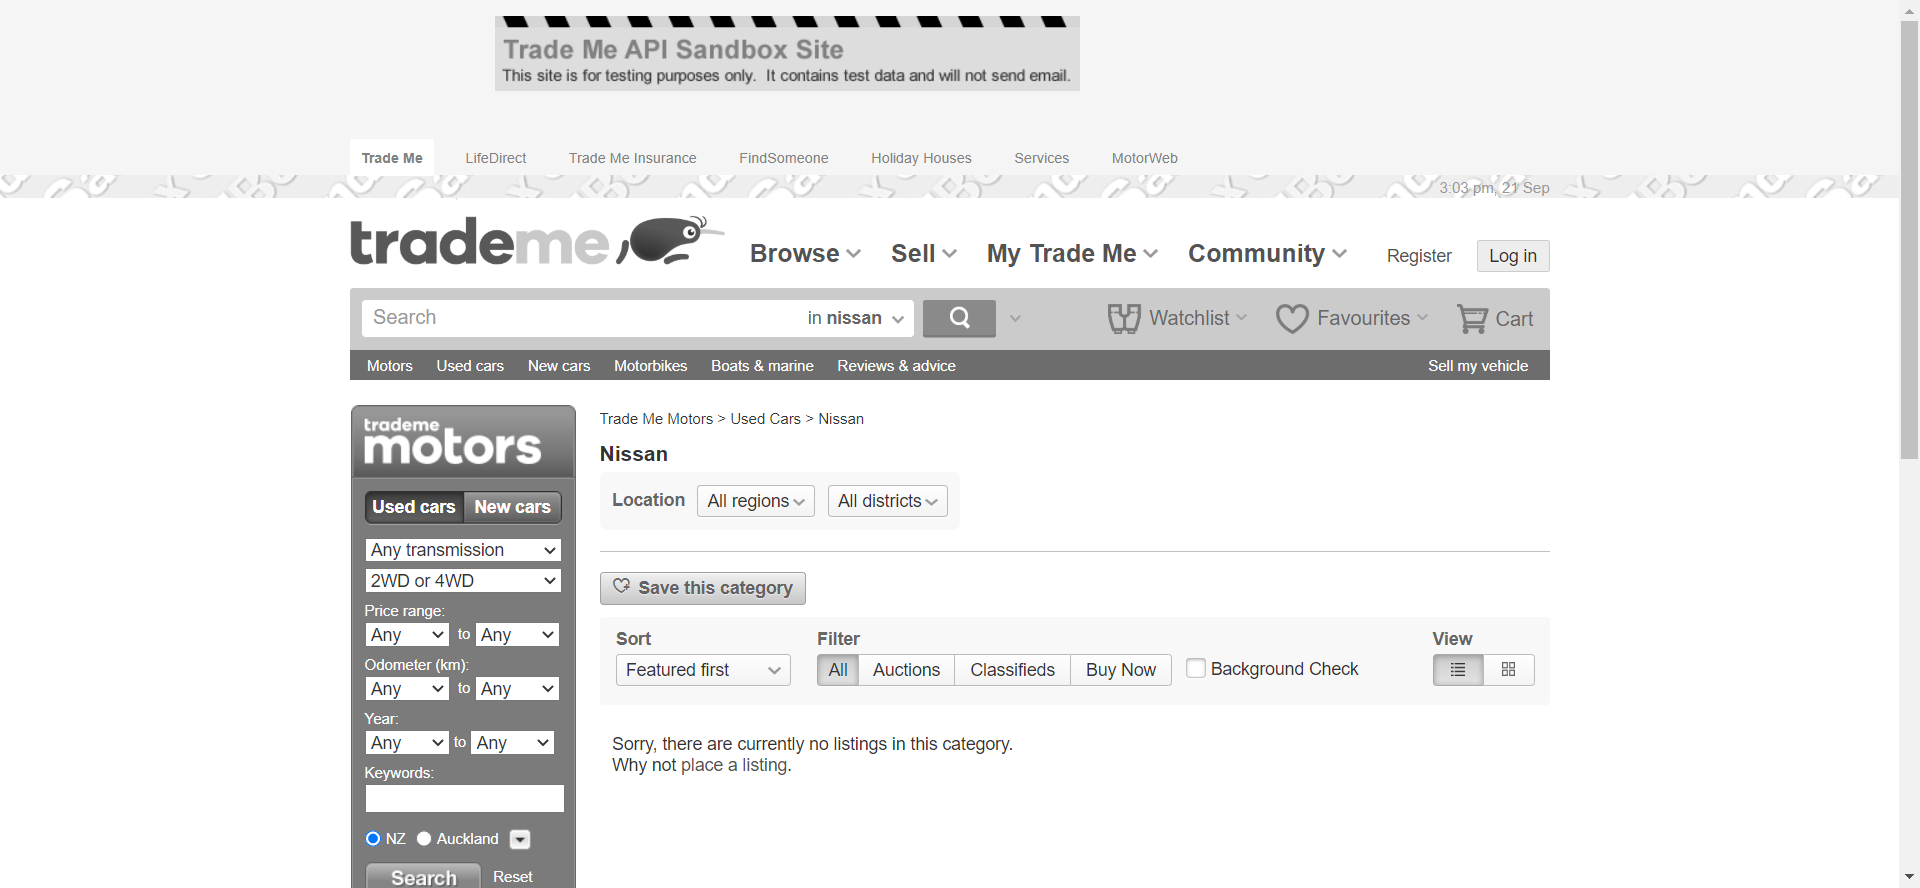 Trade Me API Sandbox Site
This site is for testing purposes only. It contains test data and will not send email.
Trade Me LifeDirect Trade Me Insurance FindSomeone Holiday Houses Services MotorWeb
3:03 pm, 21 Sep
trademe Browse Sell My Trade Me Community Register Log in
Search in nissan Watchlist Favourites Cart
Motors Used cars New cars Motorbikes Boats & marine Reviews & advice Sell my vehicle
trademe
motors
Used cars New cars
Any transmission
2WD or 4WD
Price range:
Any to Any
Odometer (km):
Any to Any
Year:
Any to Any
Keywords:
NZ Auckland
Search Reset
Trade Me Motors > Used Cars > Nissan
Nissan
Location All regions All districts
Save this category
Sort Filter View
Featured first All Auctions Classifieds Buy Now Background Check
Sorry, there are currently no listings in this category.
Why not place a listing.